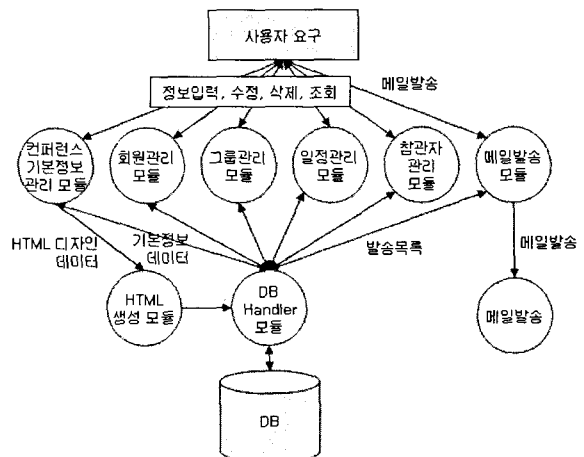 사용자 요구
정보입력, 수정, 삭제, 조회
메일발송
컨퍼런스
기본정보
관리 모듈
회원관리
모듈
그룹관리
모듈
일정관리
모듈
참관자
관리
모듈
메일발송
모듈
HTML 디자인
데이터
기본정보
데이터
발송목록
메일발송
HTML
생성 모듈
DB
Handler
모듈
메일발송
DB